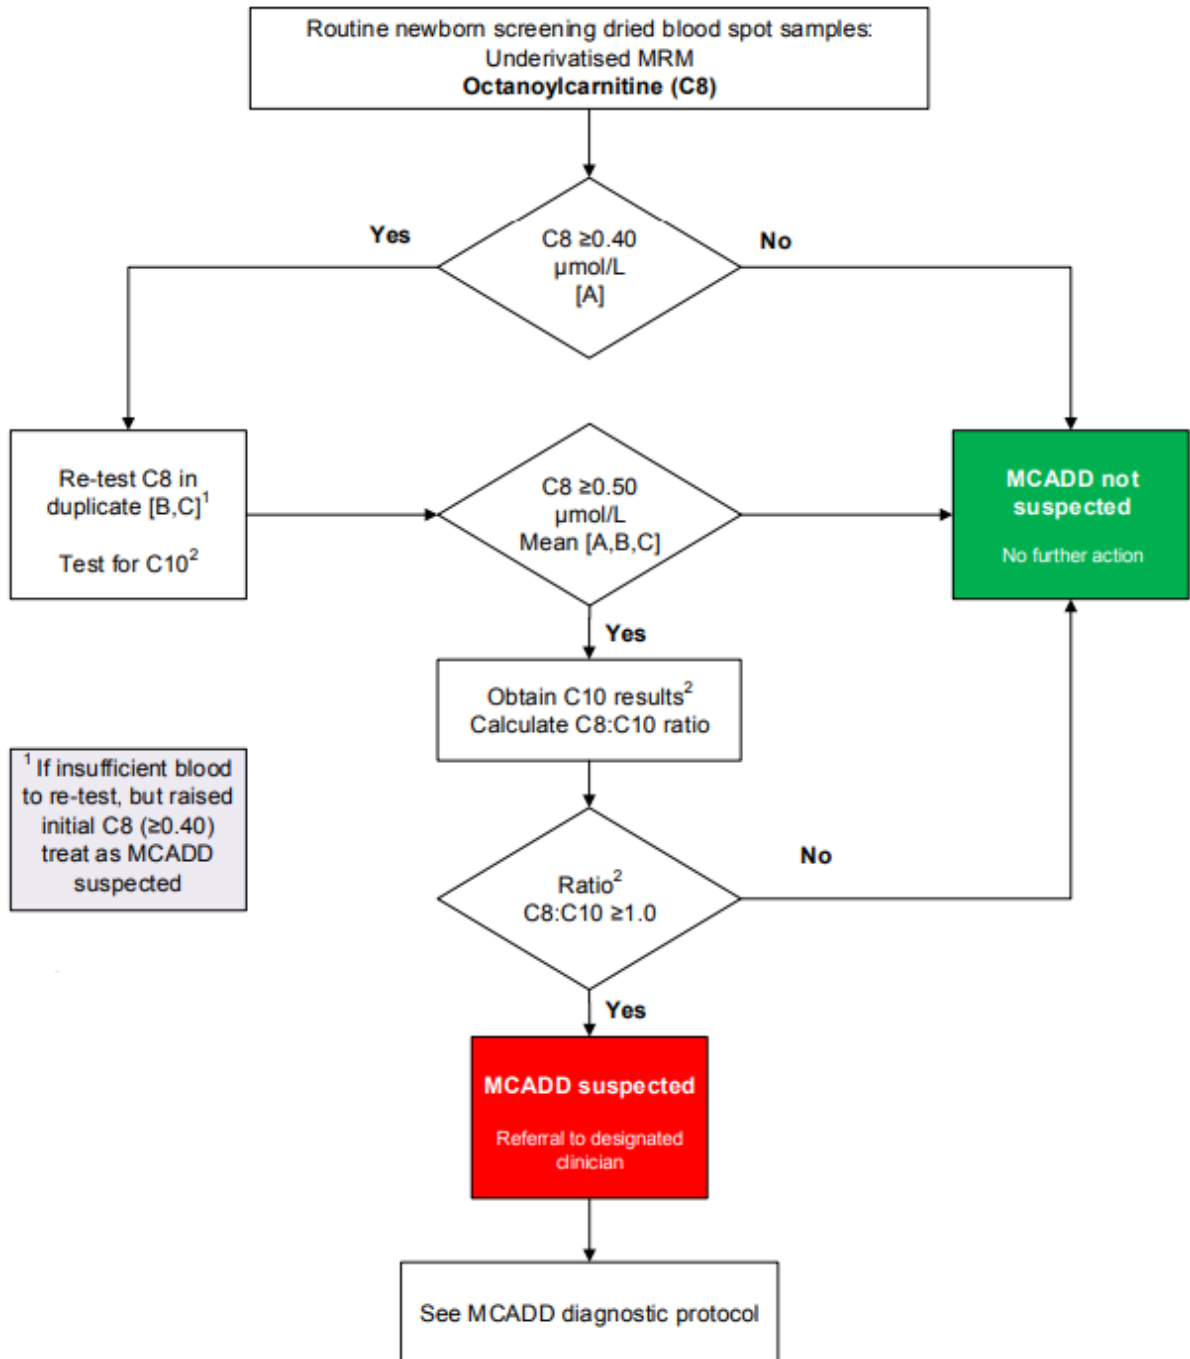 Routine newborn screening dried blood spot samples:
Underivatised MRM
Octanoylcarnitine (C8)
Yes
C8 ≥0.40
µmol/L
[A]
No
Re-test C8 in
duplicate [B,C]¹
Test for C10²
C8 ≥0.50
µmol/L
Mean [A,B,C]
MCADD not
suspected
No further action
Yes
Obtain C10 results²
Calculate C8:C10 ratio
¹ If insufficient blood
to re-test, but raised
initial C8 (≥0.40)
treat as MCADD
suspected
Ratio²
C8:C10 ≥1.0
No
Yes
MCADD suspected
Referral to designated
clinician
See MCADD diagnostic protocol